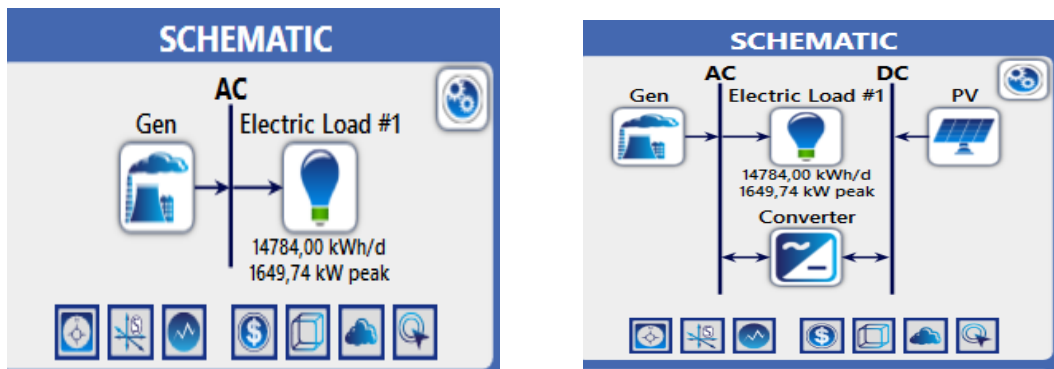 SCHEMATIC
AC
Gen
Electric Load #1
14784,00 kWh/d
1649,74 kW peak
SCHEMATIC
AC
DC
Gen
Electric Load #1
PV
14784,00 kWh/d
1649,74 kW peak
Converter